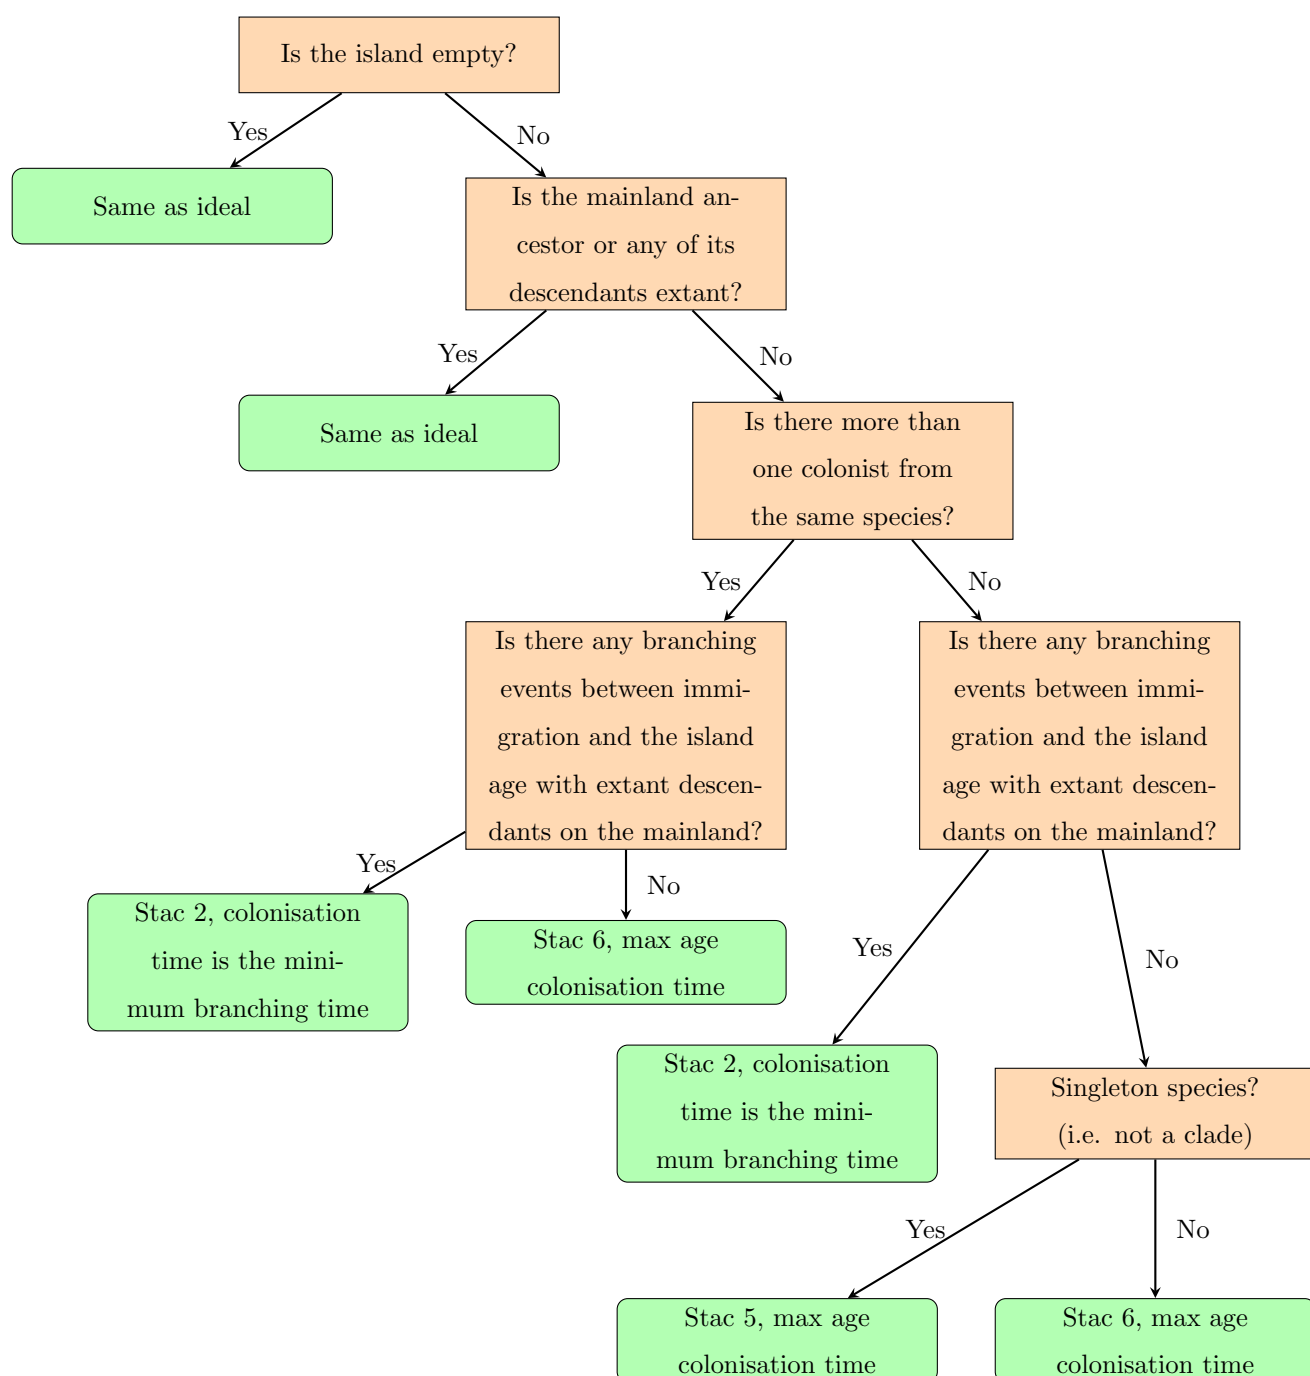 Is the island empty?
Yes
No
Same as ideal
Is the mainland an-
cestor or any of its
descendants extant?
Yes
No
Same as ideal
Is there more than
one colonist from
the same species?
Yes
No
Is there any branching
events between immi-
gration and the island
age with extant descen-
dants on the mainland?
Is there any branching
events between immi-
gration and the island
age with extant descen-
dants on the mainland?
Yes
No
Stac 2, colonisation
time is the mini-
mum branching time
Stac 6, max age
colonisation time
Yes
No
Stac 2, colonisation
time is the mini-
mum branching time
Singleton species?
(i.e. not a clade)
Yes
No
Stac 5, max age
colonisation time
Stac 6, max age
colonisation time